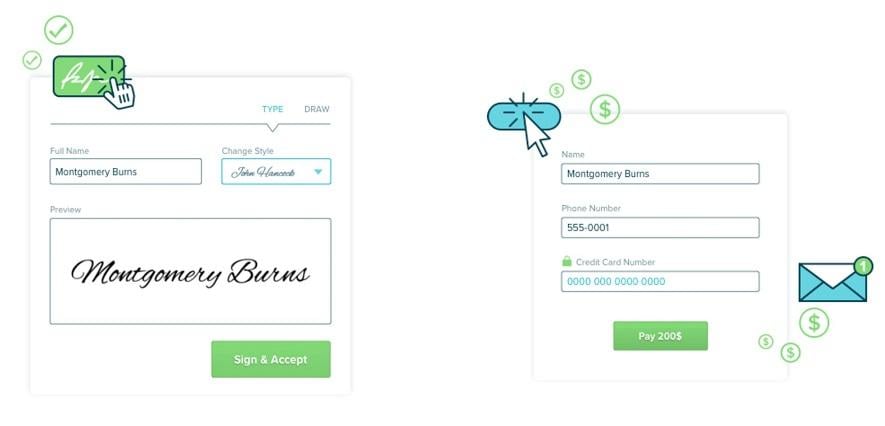 TYPE DRAW
Full Name Change Style
Montgomery Burns John Hancock
Preview
Montgomery Burns
Sign & Accept
$
$
$
Name
Montgomery Burns
Phone Number
555-0001
Credit Card Number
0000 000 0000 0000
1
Pay 200$
$
$
$